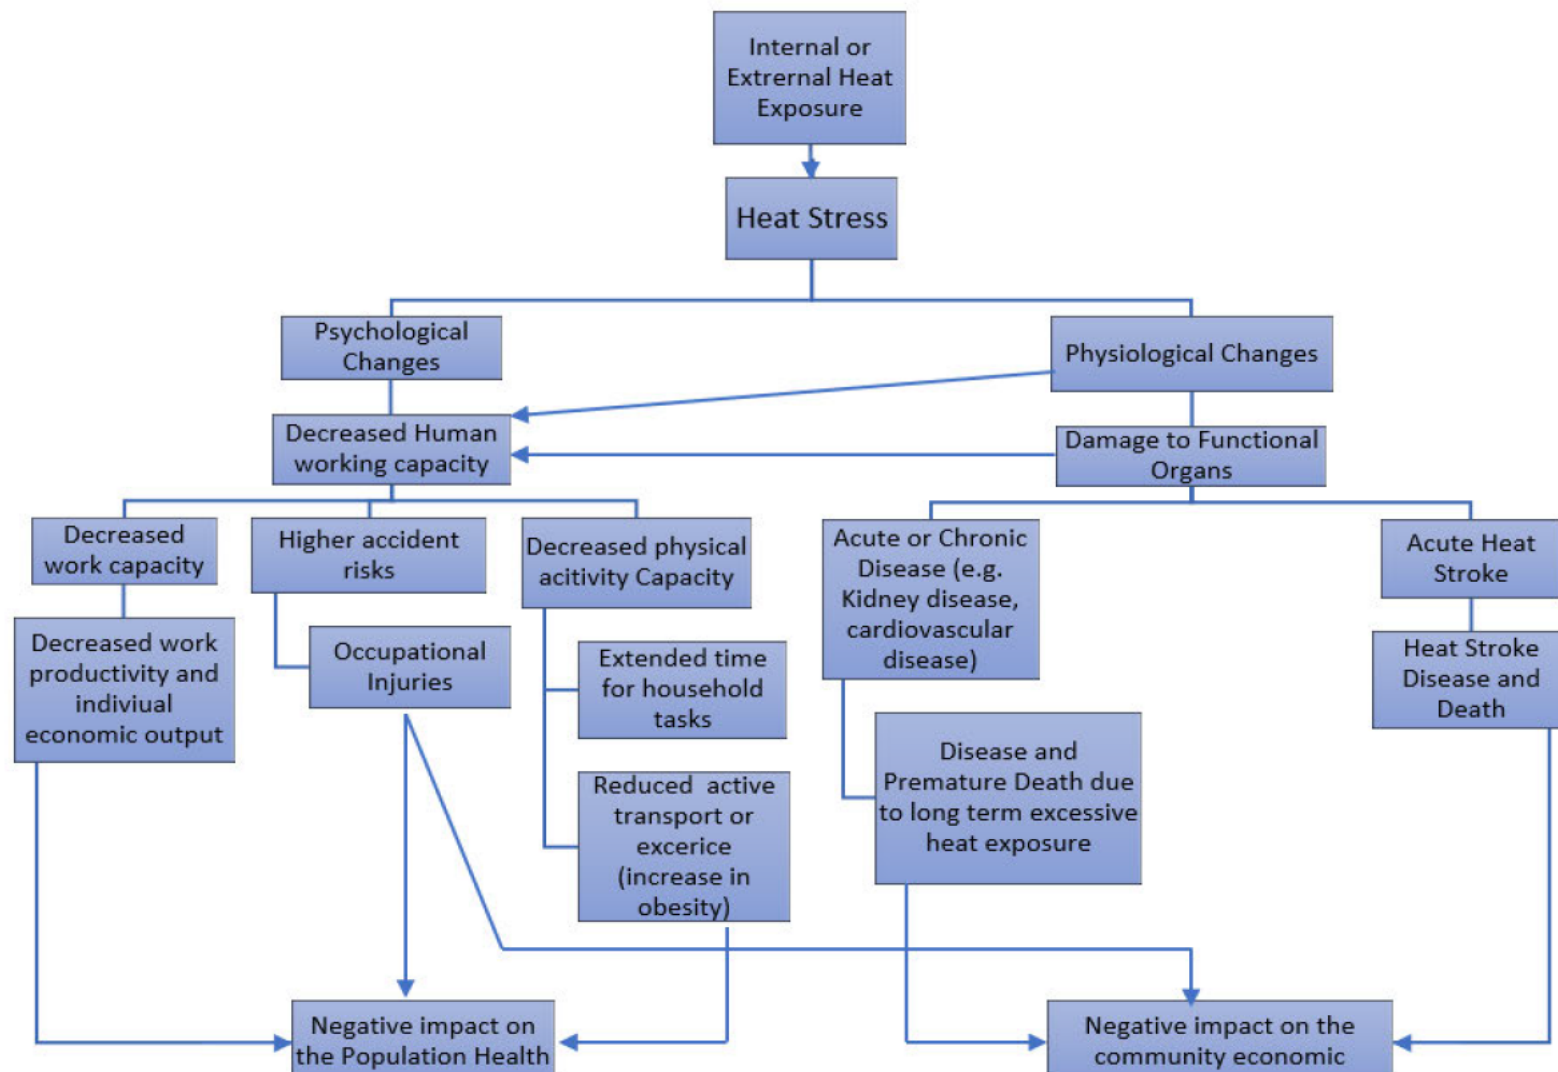 Internal or
Extrernal Heat
Exposure
Heat Stress
Psychological
Changes
Physiological Changes
Decreased Human
working capacity
Damage to Functional
Organs
Decreased
work capacity
Higher accident
risks
Decreased physical
acitivity Capacity
Acute or Chronic
Disease (e.g.
Kidney disease,
cardiovascular
disease)
Acute Heat
Stroke
Decreased work
productivity and
indiviual
economic output
Occupational
Injuries
Extended time
for household
tasks
Heat Stroke
Disease and
Death
Reduced active
transport or
excerice
(increase in
obesity)
Disease and
Premature Death due
to long term excessive
heat exposure
Negative impact on
the Population Health
Negative impact on the
community economic